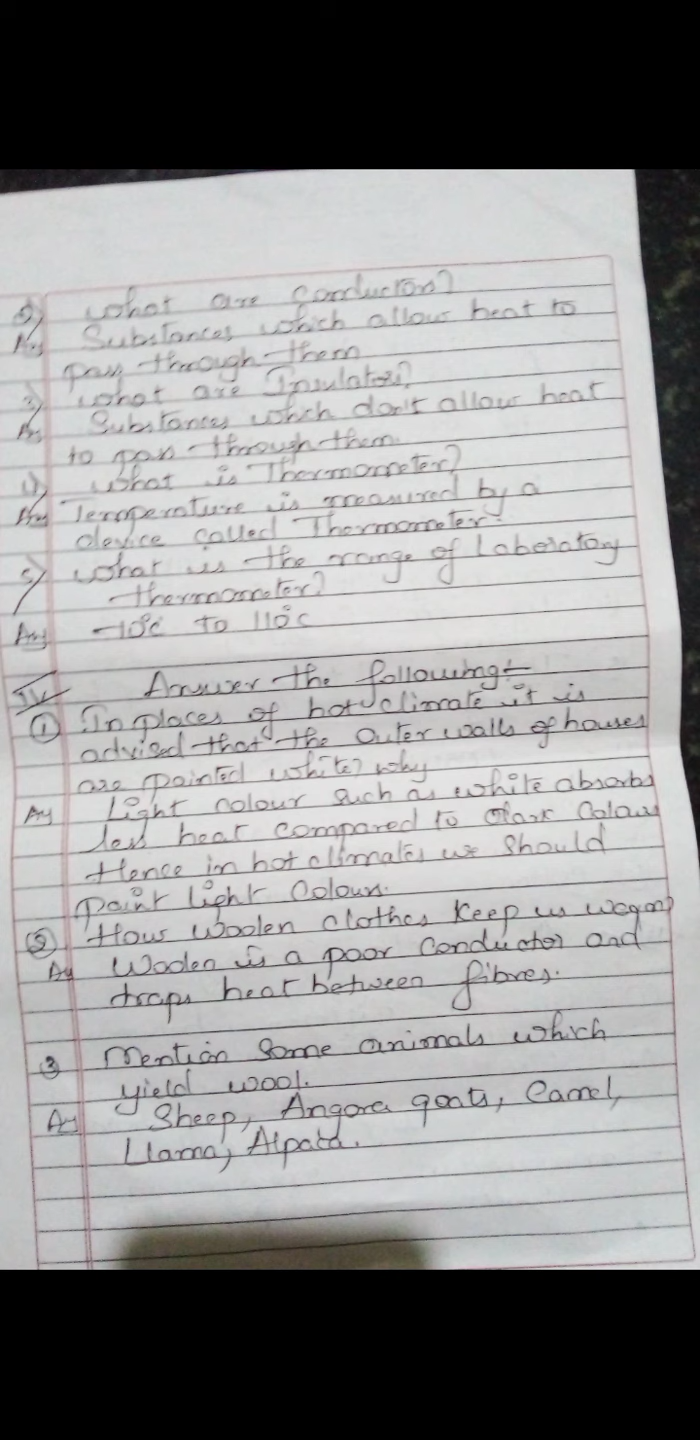 2) What are Conductors?
Ans Substances which allow heat to
pass through them
3) What are Insulators?
Ans Substances which don't allow heat
to pass through them.
4) What is Thermometer?
Ans Temperature is measured by a
device called Thermometer.
5) What is the range of Laboratory
thermometer?
Ans -10°c to 110°c
IV Answer the following:-
① In places of hot climate it is
advised that the outer walls of houses
are painted white? why
Ans Light colour such as white absorbs
less heat compared to dark Colour
Hence in hot climates we should
paint light Colours.
② How Woolen clothes Keep us warm?
Ans Woolen is a poor Conductor and
traps heat between fibres.
3 Mention Some animals which
yield wool.
Ans Sheep, Angora goats, Camel,
Llama, Alpaca.